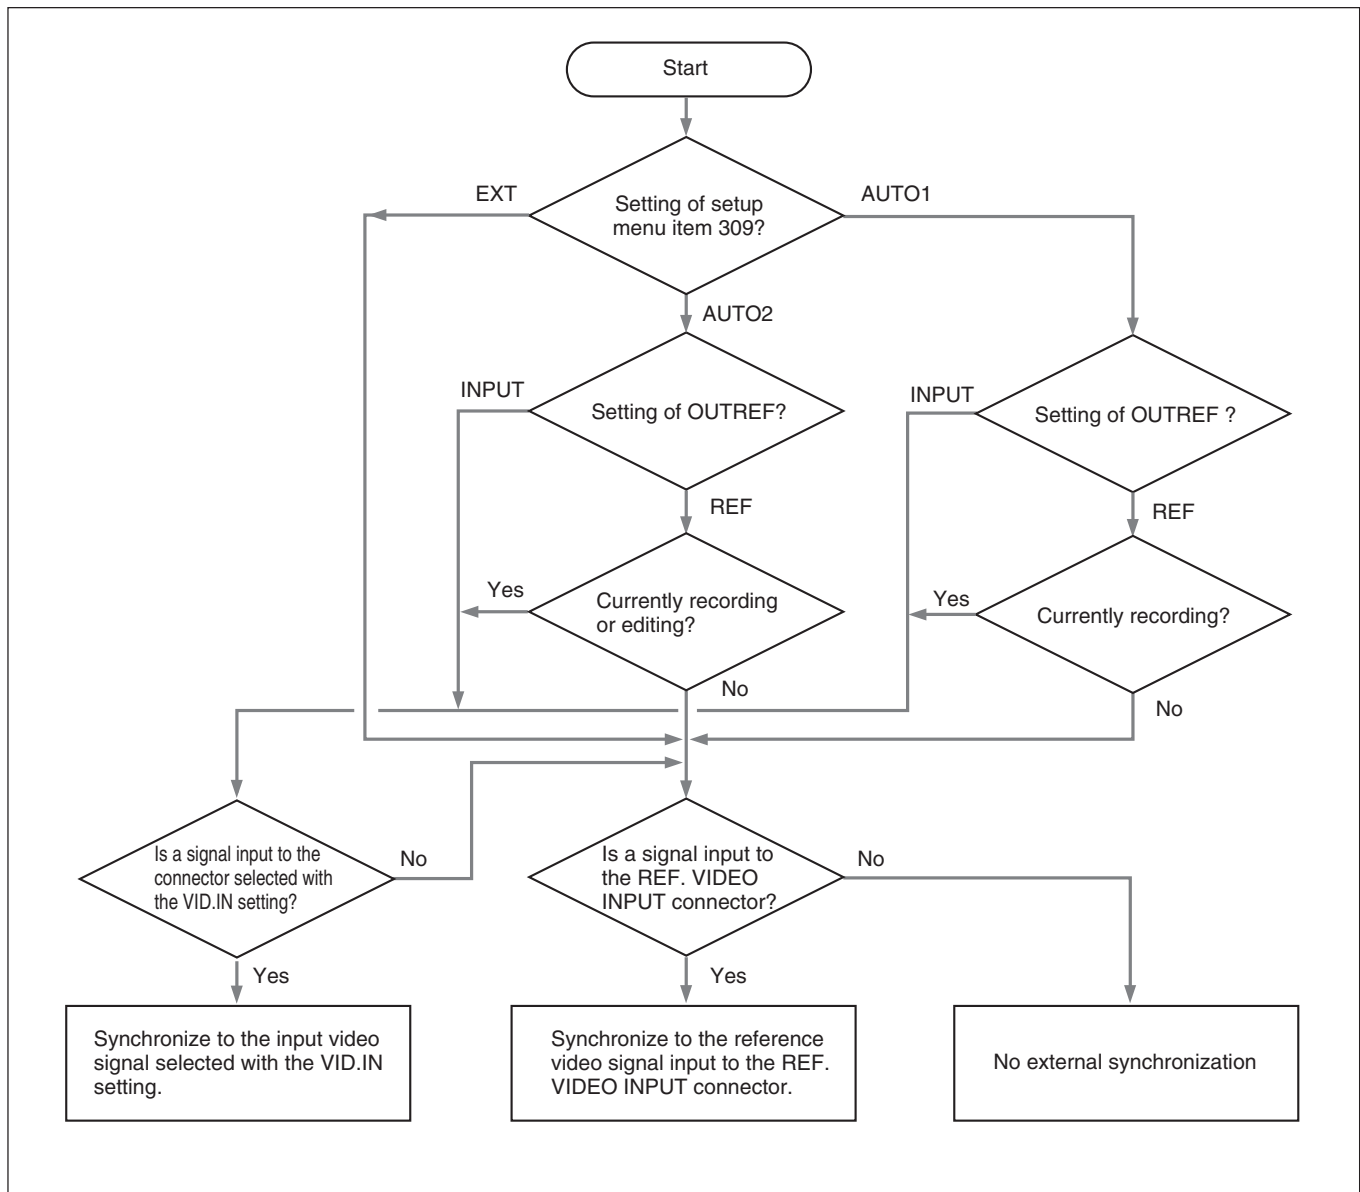 Start
EXT
Setting of setup
menu item 309?
AUTO1
AUTO2
INPUT
Setting of OUTREF?
INPUT
Setting of OUTREF ?
REF
REF
Yes
Currently recording
or editing?
Yes
Currently recording?
No
No
Is a signal input to the
connector selected with
the VID.IN setting?
No
Is a signal input to
the REF. VIDEO
INPUT connector?
No
Yes
Yes
Synchronize to the input video
signal selected with the VID.IN
setting.
Synchronize to the reference
video signal input to the REF.
VIDEO INPUT connector.
No external synchronization